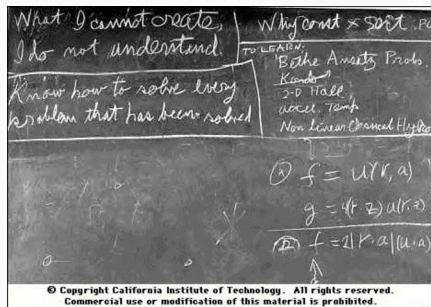 What I cannot create,
I do not understand.
Know how to solve every
problem that has been solved
Why const × sort
TO LEARN:
Bethe Ansatz Prob.
Kondo
2-D Hall
accel. Temp
Non Linear Classical Hydro
Ⓐ f = u(r, a)
g = 4(r·z) u(r, z)
Ⓑ f = 2|r·a|(u·a)
© Copyright California Institute of Technology. All rights reserved.
Commercial use or modification of this material is prohibited.